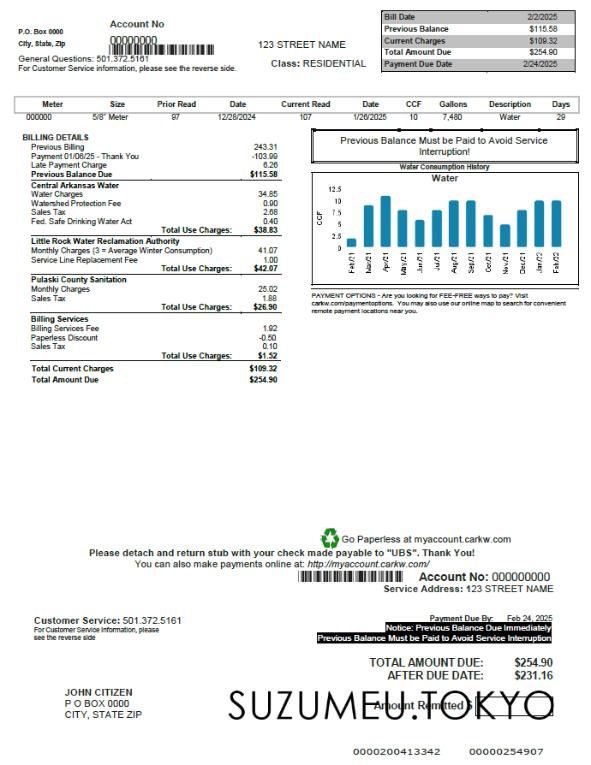 Account No
P.O. Box 0000
00000000
City, State, Zip
General Questions: 501.372.5161
For Customer Service information, please see the reverse side.
123 STREET NAME
Class: RESIDENTIAL
Bill Date 2/2/2025
Previous Balance $115.58
Current Charges $109.32
Total Amount Due $254.90
Payment Due Date 2/24/2025
Meter Size Prior Read Date Current Read Date CCF Gallons Description Days
000000 5/8" Meter 97 12/28/2024 107 1/26/2025 10 7,480 Water 29
BILLING DETAILS
Previous Billing 243.31
Payment 01/06/25 - Thank You -103.99
Late Payment Charge 6.26
Previous Balance Due $115.58
Central Arkansas Water
Water Charges 34.85
Watershed Protection Fee 0.90
Sales Tax 2.68
Fed. Safe Drinking Water Act 0.40
Total Use Charges: $38.83
Little Rock Water Reclamation Authority
Monthly Charges (3 = Average Winter Consumption) 41.07
Service Line Replacement Fee 1.00
Total Use Charges: $42.07
Pulaski County Sanitation
Monthly Charges 25.02
Sales Tax 1.88
Total Use Charges: $26.90
Billing Services
Billing Services Fee 1.92
Paperless Discount -0.50
Sales Tax 0.10
Total Use Charges: $1.52
Total Current Charges $109.32
Total Amount Due $254.90
Previous Balance Must be Paid to Avoid Service
Interruption!
Water Consumption History
Water
CCF
12.5
10
7.5
5
2.5
0
Feb/21 Mar/21 Apr/21 May/21 Jun/21 Jul/21 Aug/21 Sep/21 Oct/21 Nov/21 Dec/21 Jan/22 Feb/22
PAYMENT OPTIONS - Are you looking for FEE-FREE ways to pay? Visit
carkw.com/paymentoptions. You may also use our online map to search for convenient
remote payment locations near you.
Go Paperless at myaccount.carkw.com
Please detach and return stub with your check made payable to "UBS". Thank You!
You can also make payments online at: http://myaccount.carkw.com/
Account No: 000000000
Service Address: 123 STREET NAME
Customer Service: 501.372.5161
For Customer Service information, please
see the reverse side
Payment Due By: Feb 24, 2025
Notice: Previous Balance Due Immediately
Previous Balance Must be Paid to Avoid Service Interruption
TOTAL AMOUNT DUE: $254.90
AFTER DUE DATE: $231.16
JOHN CITIZEN
P O BOX 0000
CITY, STATE ZIP
Amount Remitted $
SUZUMEU.TOKYO
0000200413342 00000254907